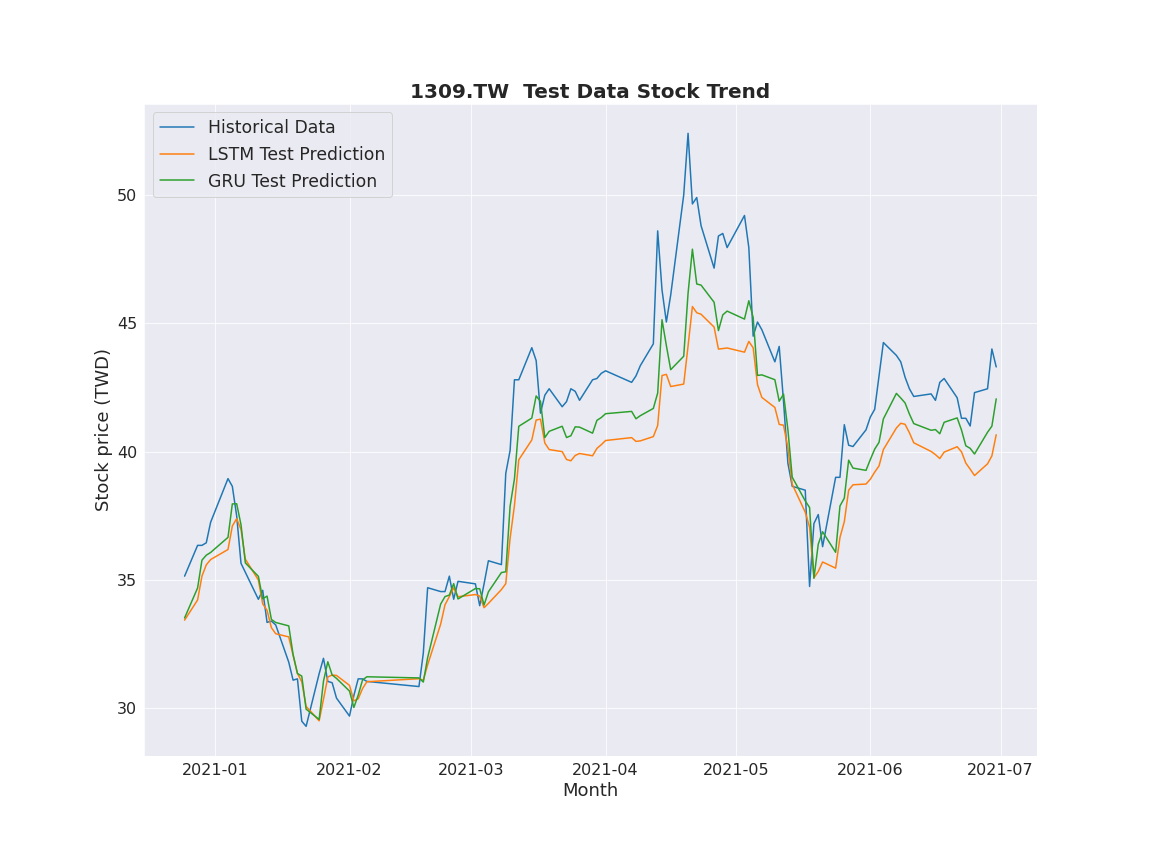 1309.TW  Test Data Stock Trend
Historical Data
LSTM Test Prediction
GRU Test Prediction
Stock price (TWD)
50
45
40
35
30
2021-01 2021-02 2021-03 2021-04 2021-05 2021-06 2021-07
Month